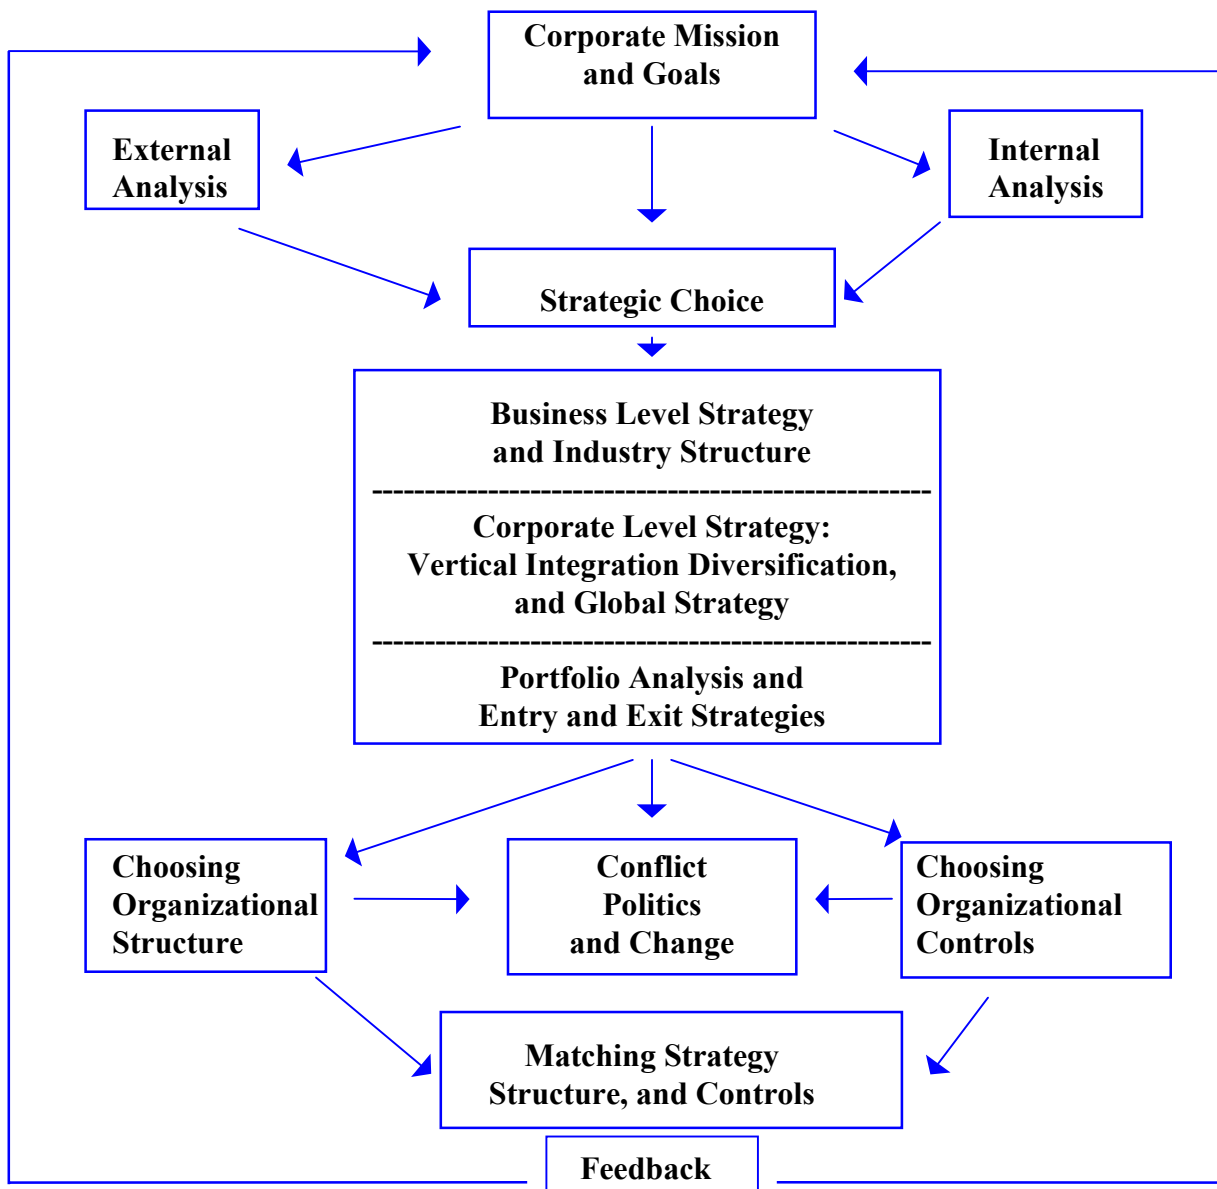 Corporate Mission
and Goals
External
Analysis
Internal
Analysis
Strategic Choice
Business Level Strategy
and Industry Structure
Corporate Level Strategy:
Vertical Integration Diversification,
and Global Strategy
Portfolio Analysis and
Entry and Exit Strategies
Choosing
Organizational
Structure
Conflict
Politics
and Change
Choosing
Organizational
Controls
Matching Strategy
Structure, and Controls
Feedback